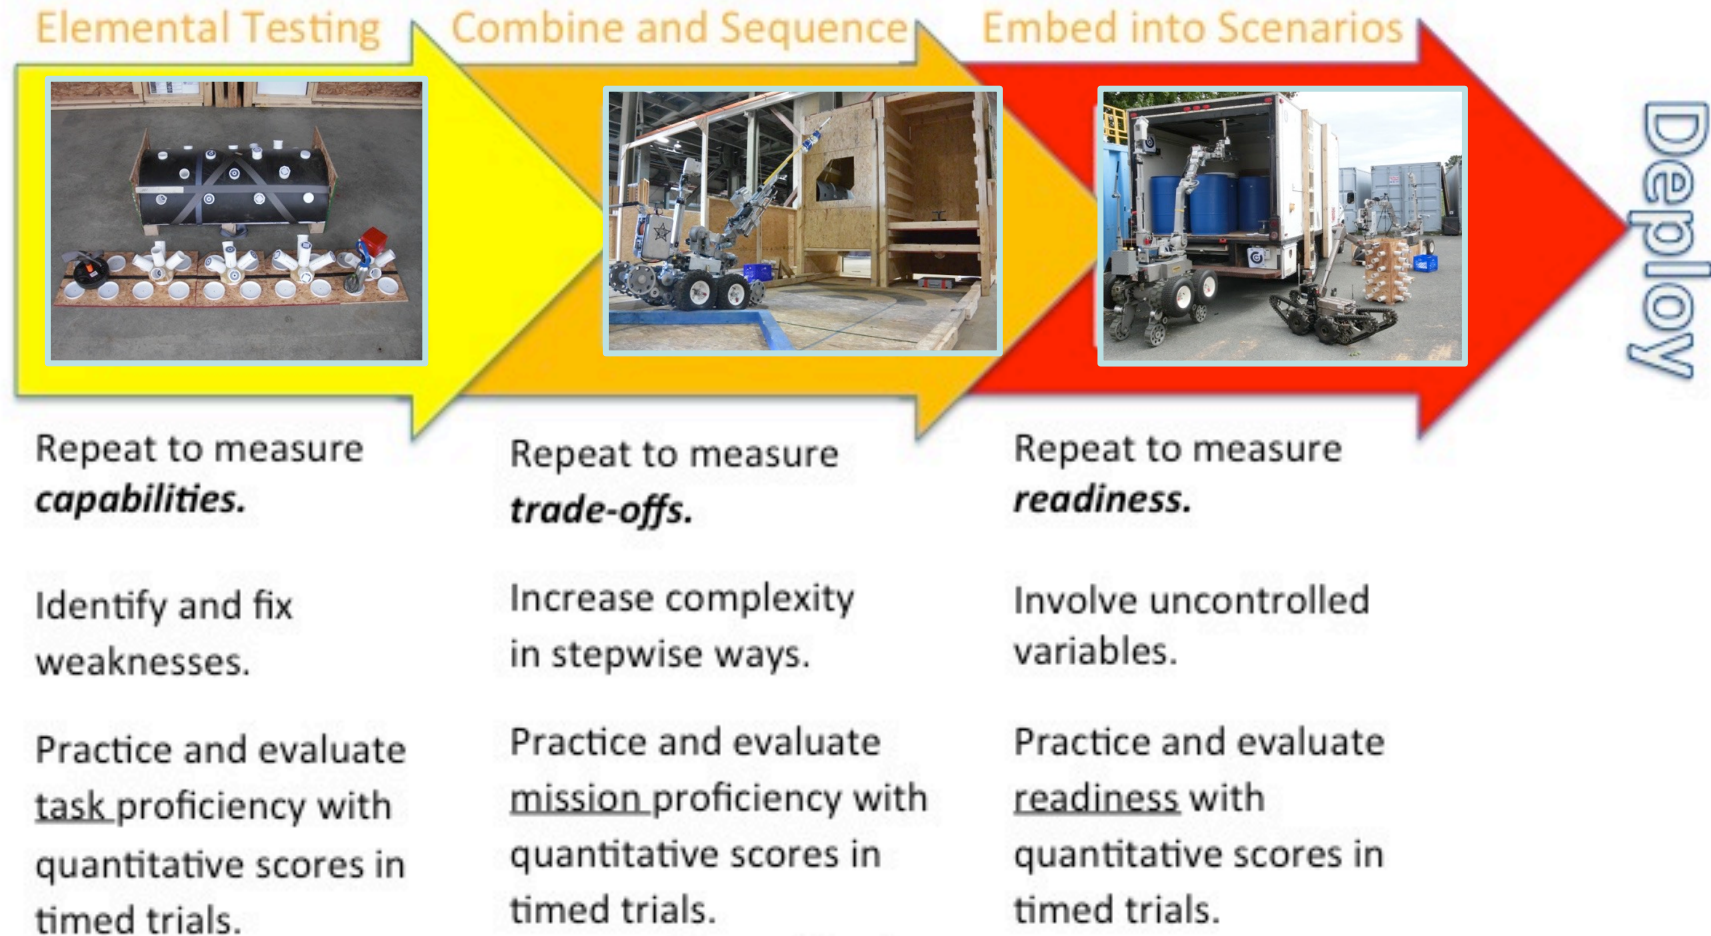 Elemental Testing
Combine and Sequence
Embed into Scenarios
Deploy
Repeat to measure
capabilities.
Identify and fix
weaknesses.
Practice and evaluate
task proficiency with
quantitative scores in
timed trials.
Repeat to measure
trade-offs.
Increase complexity
in stepwise ways.
Practice and evaluate
mission proficiency with
quantitative scores in
timed trials.
Repeat to measure
readiness.
Involve uncontrolled
variables.
Practice and evaluate
readiness with
quantitative scores in
timed trials.